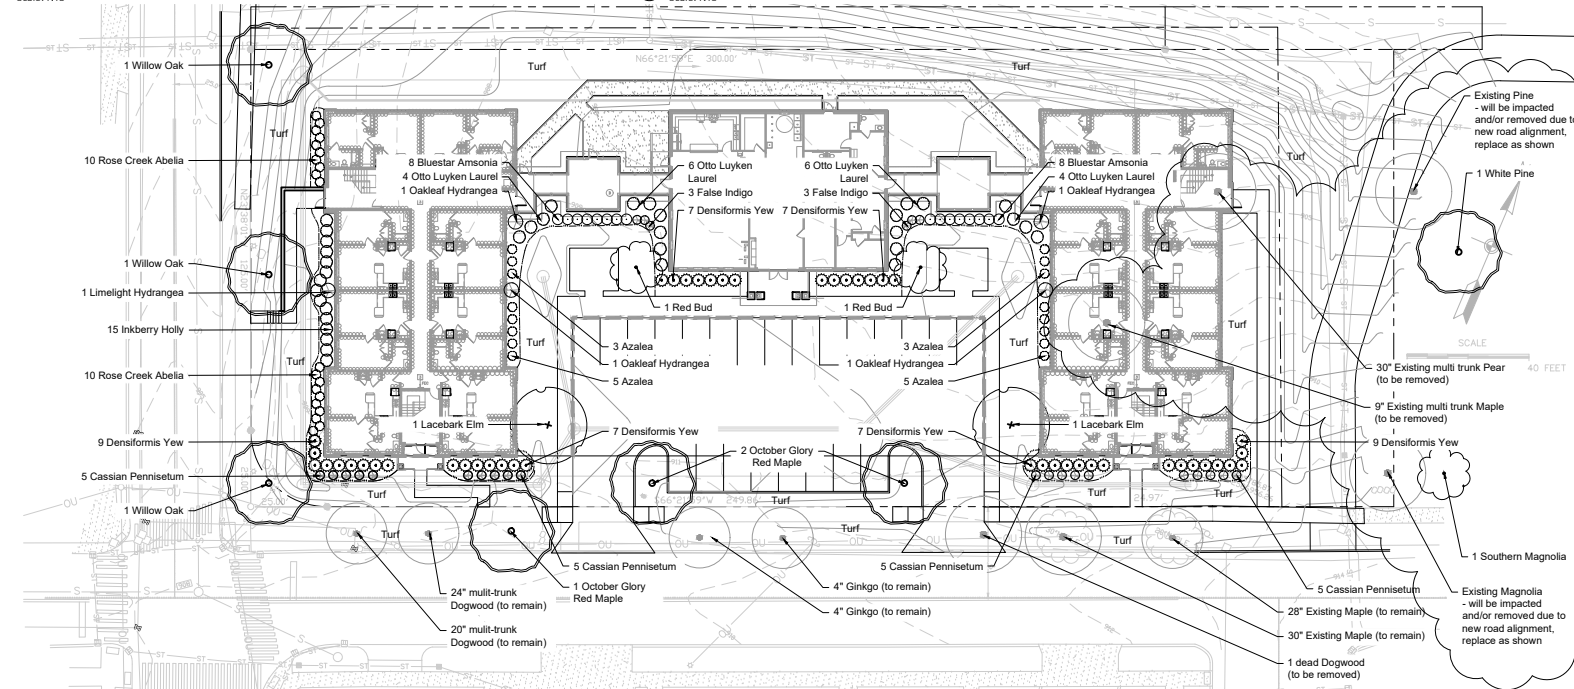 1 Willow Oak
Turf
N66°21'59"E 300.00'
Turf
Turf
10 Rose Creek Abelia
8 Bluestar Amsonia
4 Otto Luyken Laurel
1 Oakleaf Hydrangea
6 Otto Luyken
Laurel
3 False Indigo
7 Densiformis Yew
6 Otto Luyken
Laurel
3 False Indigo
7 Densiformis Yew
8 Bluestar Amsonia
4 Otto Luyken Laurel
1 Oakleaf Hydrangea
Existing Pine
- will be impacted
and/or removed due to
new road alignment,
replace as shown
Turf
1 White Pine
1 Willow Oak
1 Limelight Hydrangea
15 Inkberry Holly
Turf
10 Rose Creek Abelia
1 Red Bud
1 Red Bud
Turf
3 Azalea
1 Oakleaf Hydrangea
5 Azalea
3 Azalea
1 Oakleaf Hydrangea
5 Azalea
Turf
Turf
SCALE
40 FEET
30" Existing multi trunk Pear
(to be removed)
9" Existing multi trunk Maple
(to be removed)
1 Lacebark Elm
1 Lacebark Elm
9 Densiformis Yew
7 Densiformis Yew
2 October Glory
Red Maple
7 Densiformis Yew
9 Densiformis Yew
5 Cassian Pennisetum
1 Willow Oak
Turf
Turf
Turf
Turf
Turf
Turf
Turf
24.97'
25.00'
5 Cassian Pennisetum
1 October Glory
Red Maple
24" mulit-trunk
Dogwood (to remain)
20" mulit-trunk
Dogwood (to remain)
4" Ginkgo (to remain)
4" Ginkgo (to remain)
5 Cassian Pennisetum
5 Cassian Pennisetum
28" Existing Maple (to remain)
30" Existing Maple (to remain)
1 dead Dogwood
(to be removed)
1 Southern Magnolia
Existing Magnolia
- will be impacted
and/or removed due to
new road alignment,
replace as shown